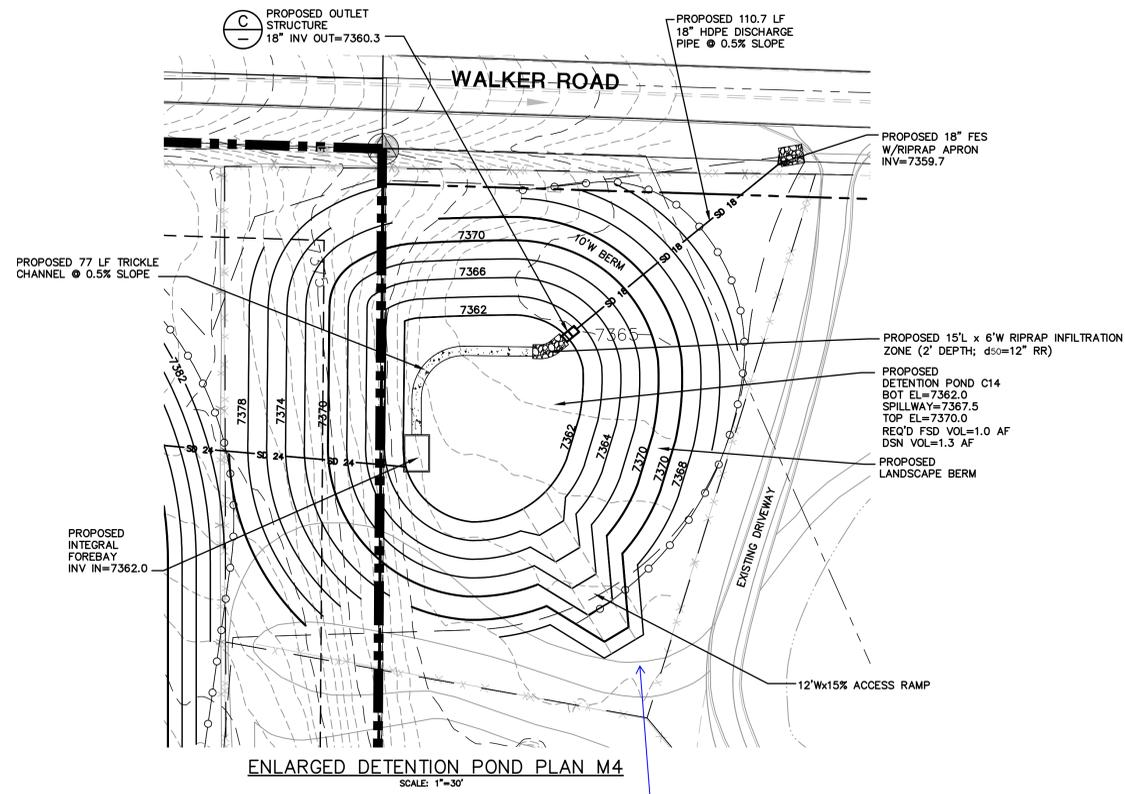 C
–
PROPOSED OUTLET
STRUCTURE
18" INV OUT=7360.3
PROPOSED 110.7 LF
18" HDPE DISCHARGE
PIPE @ 0.5% SLOPE
WALKER ROAD
PROPOSED 18" FES
W/RIPRAP APRON
INV=7359.7
SD 18
SD 18
SD 18
7370
10'W BERM
7366
7362
7365
PROPOSED 77 LF TRICKLE
CHANNEL @ 0.5% SLOPE
PROPOSED 15'L x 6'W RIPRAP INFILTRATION
ZONE (2' DEPTH; d50=12" RR)
PROPOSED
DETENTION POND C14
BOT EL=7362.0
SPILLWAY=7367.5
TOP EL=7370.0
REQ'D FSD VOL=1.0 AF
DSN VOL=1.3 AF
7382
7378
7374
7370
7362
7364
7370
7370
7368
PROPOSED
LANDSCAPE BERM
SD 24
SD 24
SD 24
PROPOSED
INTEGRAL
FOREBAY
INV IN=7362.0
EXISTING DRIVEWAY
12'Wx15% ACCESS RAMP
ENLARGED DETENTION POND PLAN M4
SCALE: 1"=30'